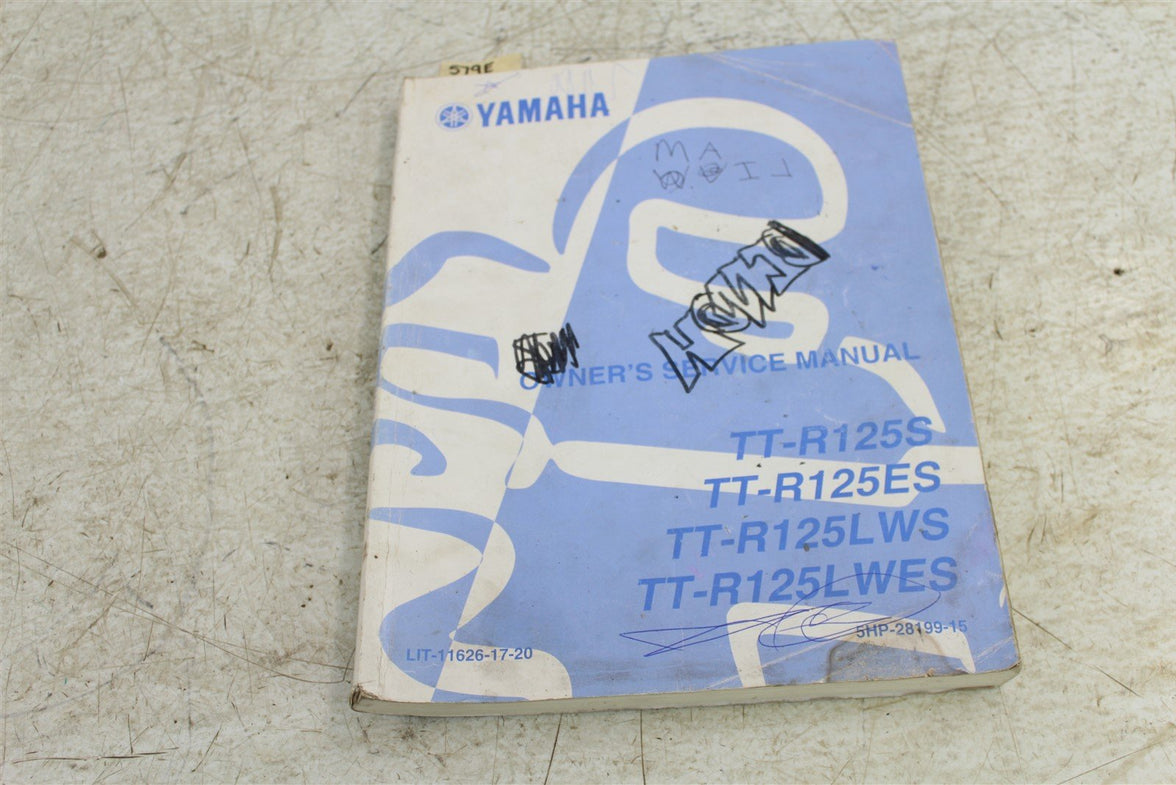 579E
YAMAHA
M A
I L
OWNER'S SERVICE MANUAL
TT-R125S
TT-R125ES
TT-R125LWS
TT-R125LWES
5HP-28199-15
LIT-11626-17-20